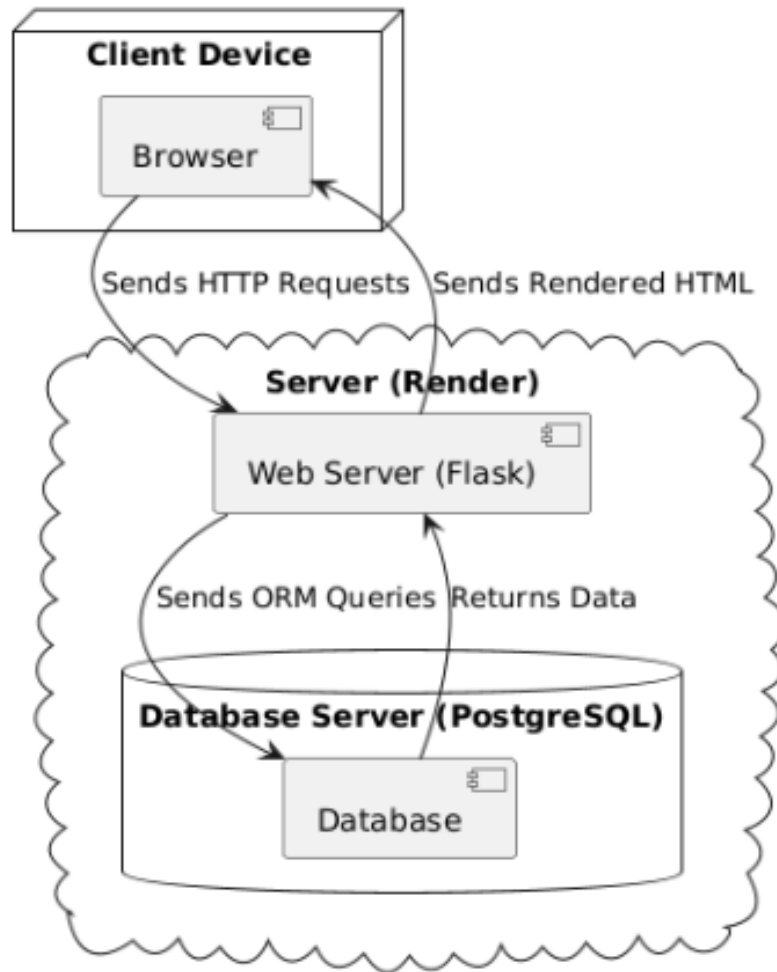 Client Device
Browser
Sends HTTP Requests
Sends Rendered HTML
Server (Render)
Web Server (Flask)
Sends ORM Queries
Returns Data
Database Server (PostgreSQL)
Database